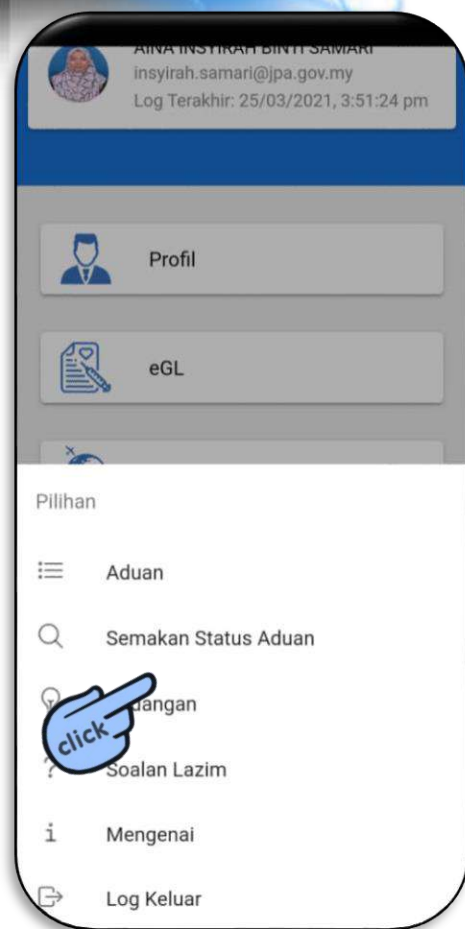 AINA INSYIRAH BINTI SAMARI
insyirah.samari@jpa.gov.my
Log Terakhir: 25/03/2021, 3:51:24 pm
Profil
eGL
Pilihan
Aduan
Semakan Status Aduan
dangan
click
Soalan Lazim
Mengenai
Log Keluar